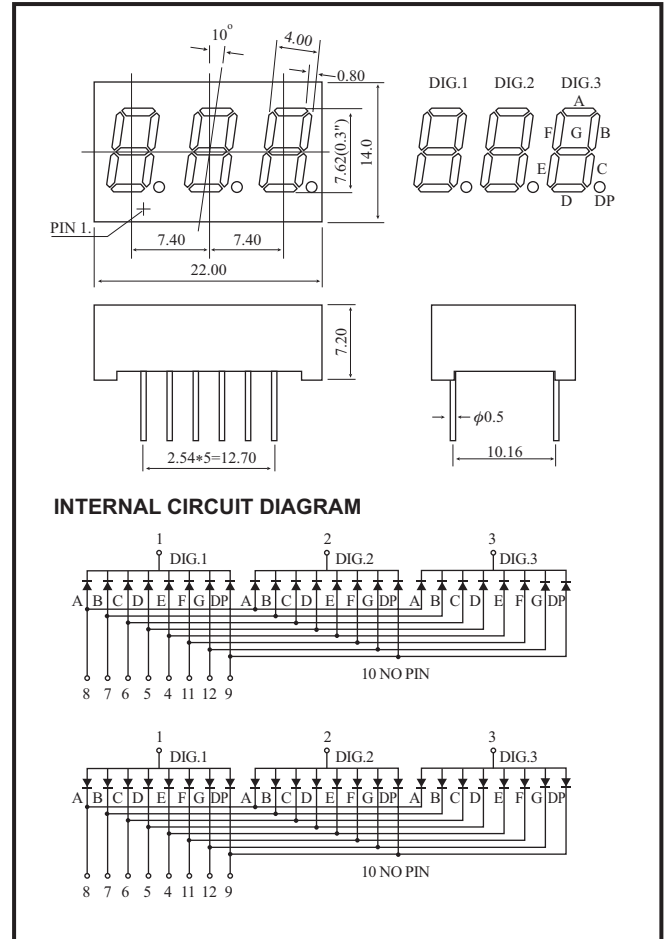 10°
4.00
0.80
DIG.1 DIG.2 DIG.3
A
F G B
E C
D DP
7.62(0.3")
14.0
PIN 1.
7.40 7.40
22.00
7.20
2.54*5=12.70
ϕ0.5
10.16
INTERNAL CIRCUIT DIAGRAM
1 2 3
DIG.1 DIG.2 DIG.3
A B C D E F G DP A B C D E F G DP A B C D E F G DP
10 NO PIN
8 7 6 5 4 11 12 9
1 2 3
DIG.1 DIG.2 DIG.3
A B C D E F G DP A B C D E F G DP A B C D E F G DP
10 NO PIN
8 7 6 5 4 11 12 9